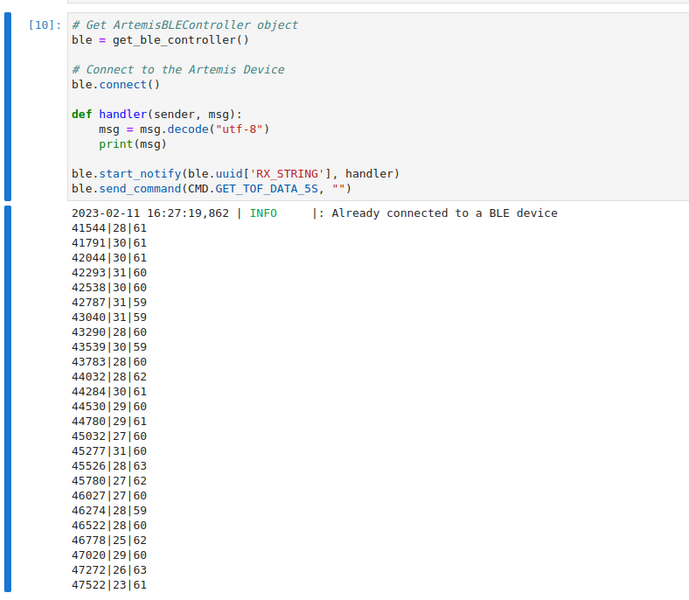 [10]: # Get ArtemisBLEController object
ble = get_ble_controller()
# Connect to the Artemis Device
ble.connect()
def handler(sender, msg):
    msg = msg.decode("utf-8")
    print(msg)
ble.start_notify(ble.uuid['RX_STRING'], handler)
ble.send_command(CMD.GET_TOF_DATA_5S, "")
2023-02-11 16:27:19,862 | INFO     |: Already connected to a BLE device
41544|28|61
41791|30|61
42044|30|61
42293|31|60
42538|30|60
42787|31|59
43040|31|59
43290|28|60
43539|30|59
43783|28|60
44032|28|62
44284|30|61
44530|29|60
44780|29|61
45032|27|60
45277|31|60
45526|28|63
45780|27|62
46027|27|60
46274|28|59
46522|28|60
46778|25|62
47020|29|60
47272|26|63
47522|23|61